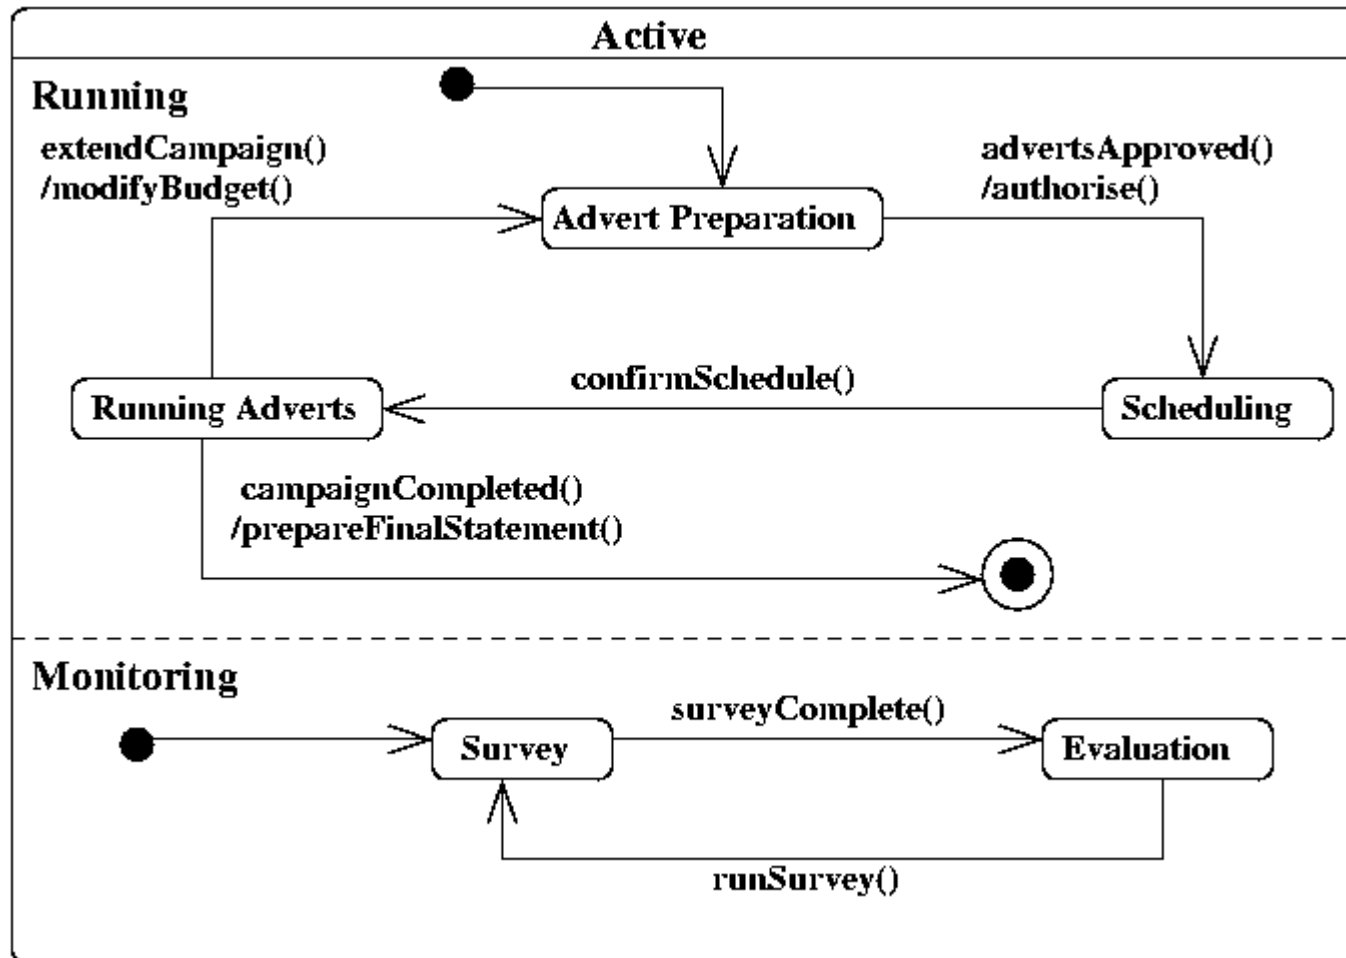 Active
Running
extendCampaign()
/modifyBudget()
advertsApproved()
/authorise()
Advert Preparation
confirmSchedule()
Running Adverts
Scheduling
campaignCompleted()
/prepareFinalStatement()
Monitoring
surveyComplete()
Survey
Evaluation
runSurvey()